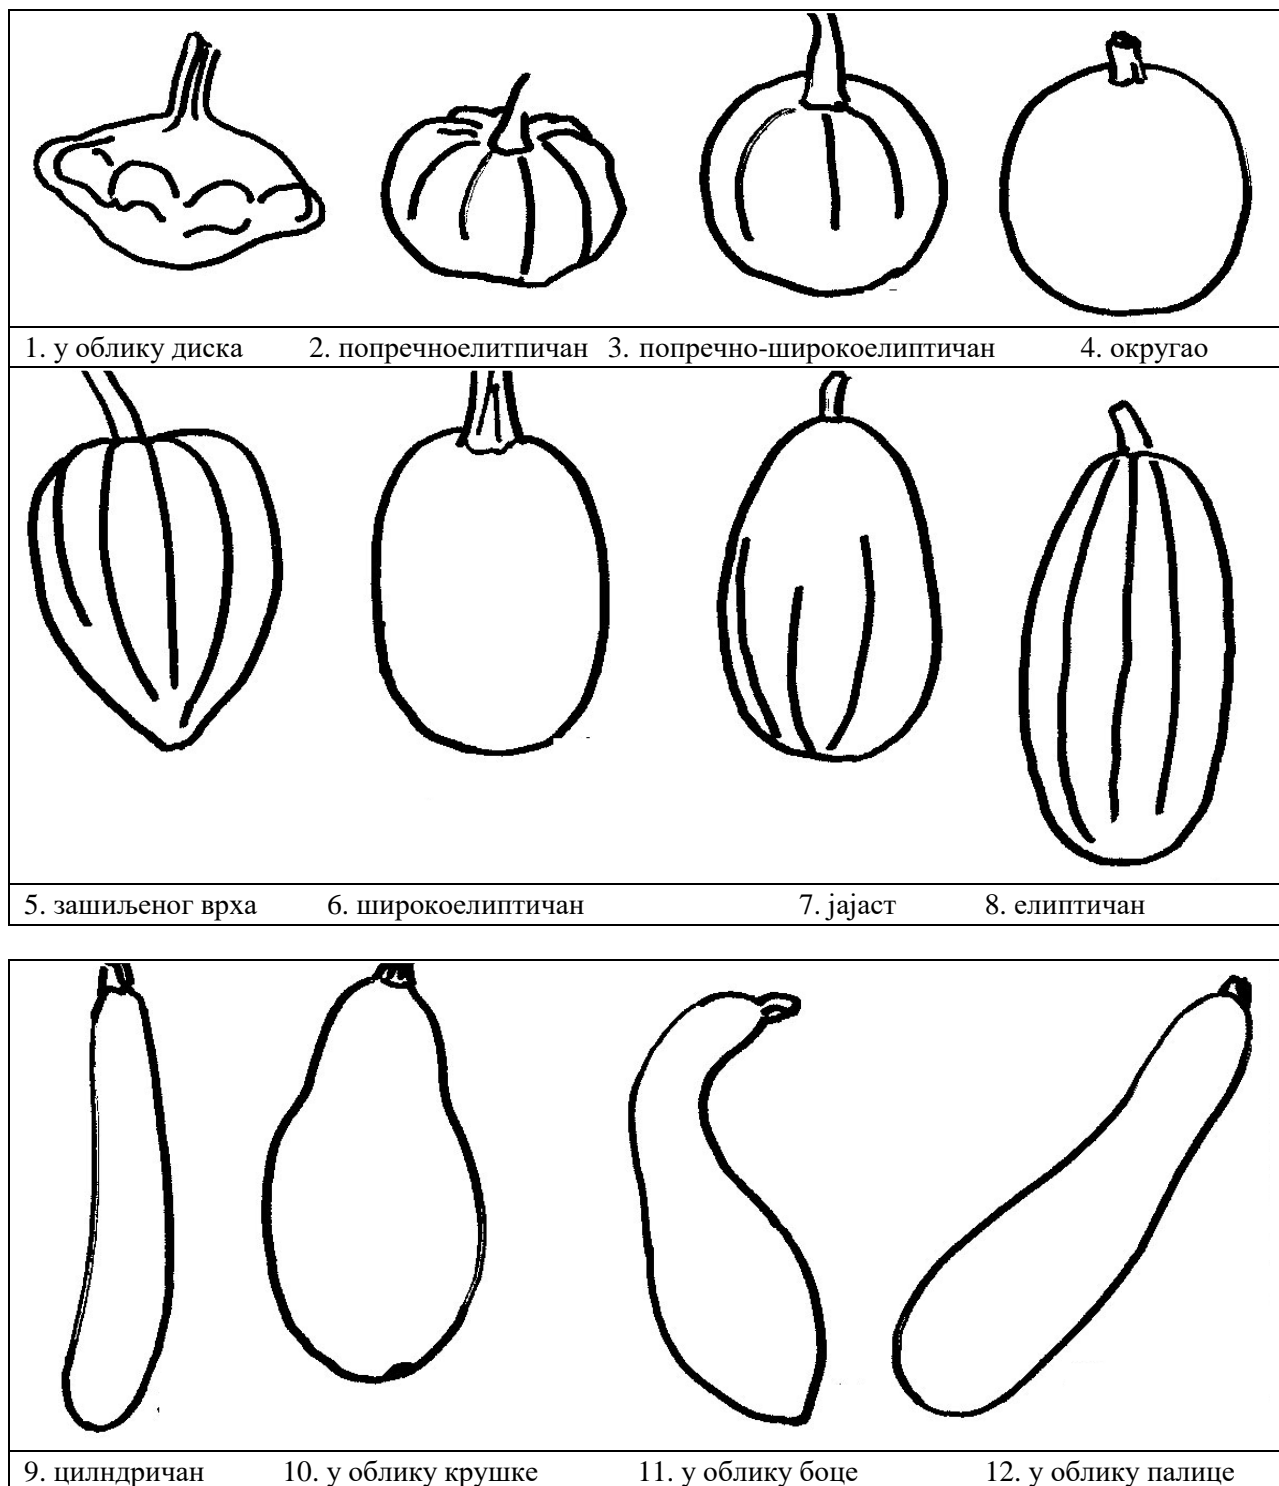 1. у облику диска 2. попречноелитпичан 3. попречно-широкоелиптичан 4. округао
5. зашиљеног врха 6. широкоелиптичан 7. јајаст 8. елиптичан
9. цилндричан 10. у облику крушке 11. у облику боце 12. у облику палице